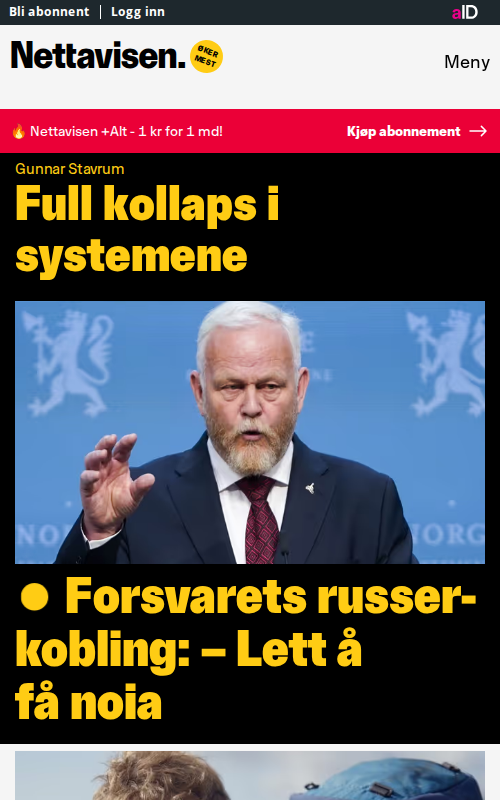 Bli abonnent | Logg inn
aID
Nettavisen.
ØKER
MEST
Meny
Nettavisen +Alt - 1 kr for 1 md!
Kjøp abonnement →
Gunnar Stavrum
Full kollaps i
systemene
● Forsvarets russer-
kobling: – Lett å
få noia